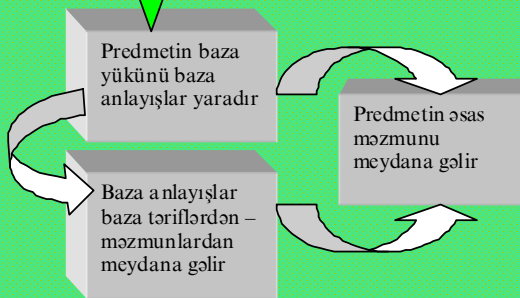 Predmetin baza
yükünü baza
anlayışlar yaradır
Predmetin əsas
məzmunu
meydana gəlir
Baza anlayışlar
baza təriflərdən –
məzmunlardan
meydana gəlir